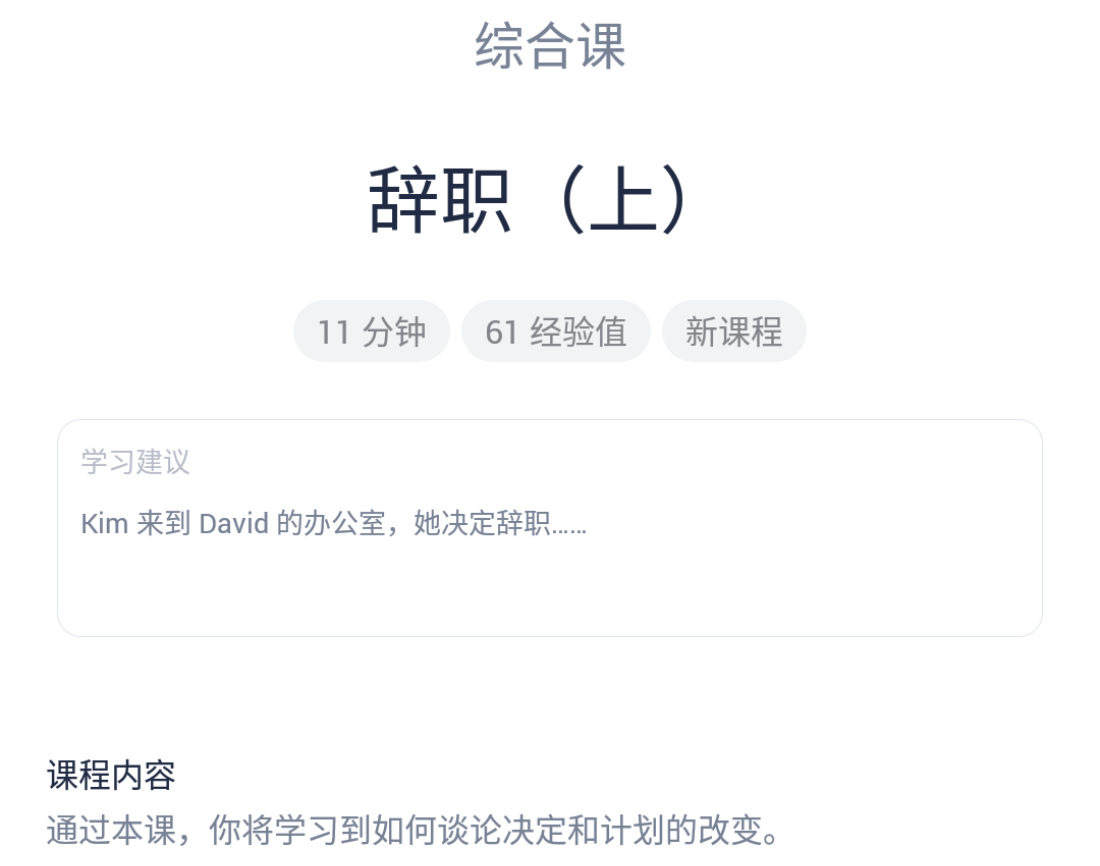 综合课
辞职（上）
11 分钟
61 经验值
新课程
学习建议
Kim 来到 David 的办公室，她决定辞职……
课程内容
通过本课，你将学习到如何谈论决定和计划的改变。